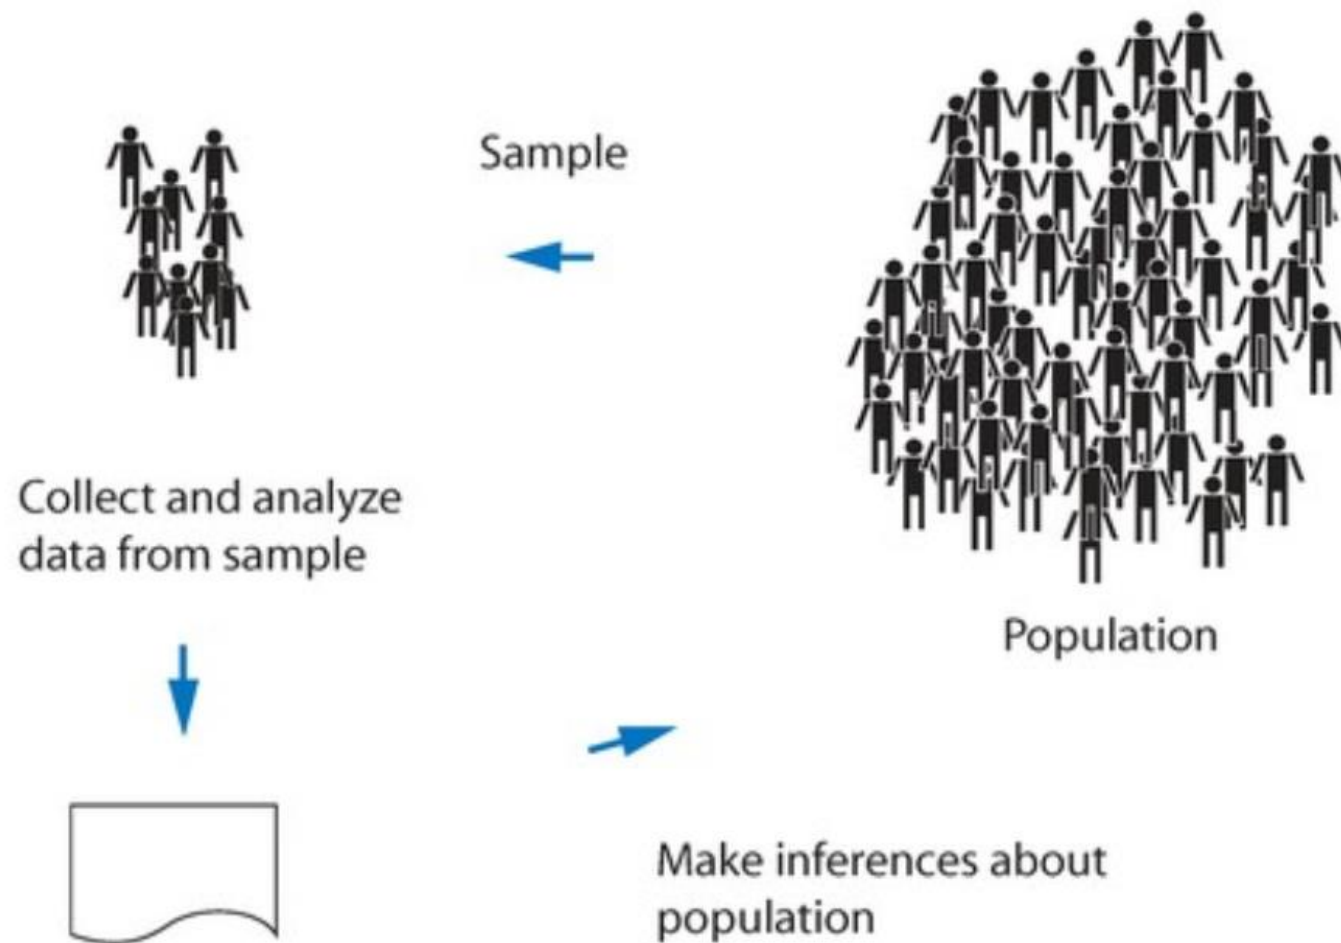 Sample
Collect and analyze
data from sample
Population
Make inferences about
population